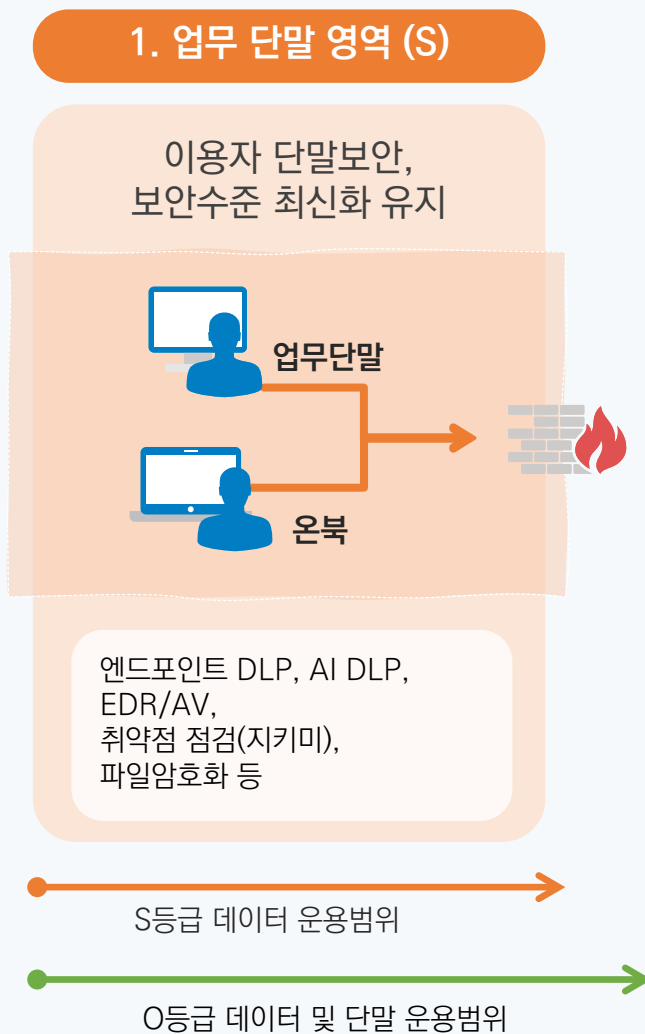 1. 업무 단말 영역 (S)
이용자 단말보안,
보안수준 최신화 유지
업무단말
온북
엔드포인트 DLP, AI DLP,
EDR/AV,
취약점 점검(지키미),
파일암호화 등
S등급 데이터 운용범위
O등급 데이터 및 단말 운용범위